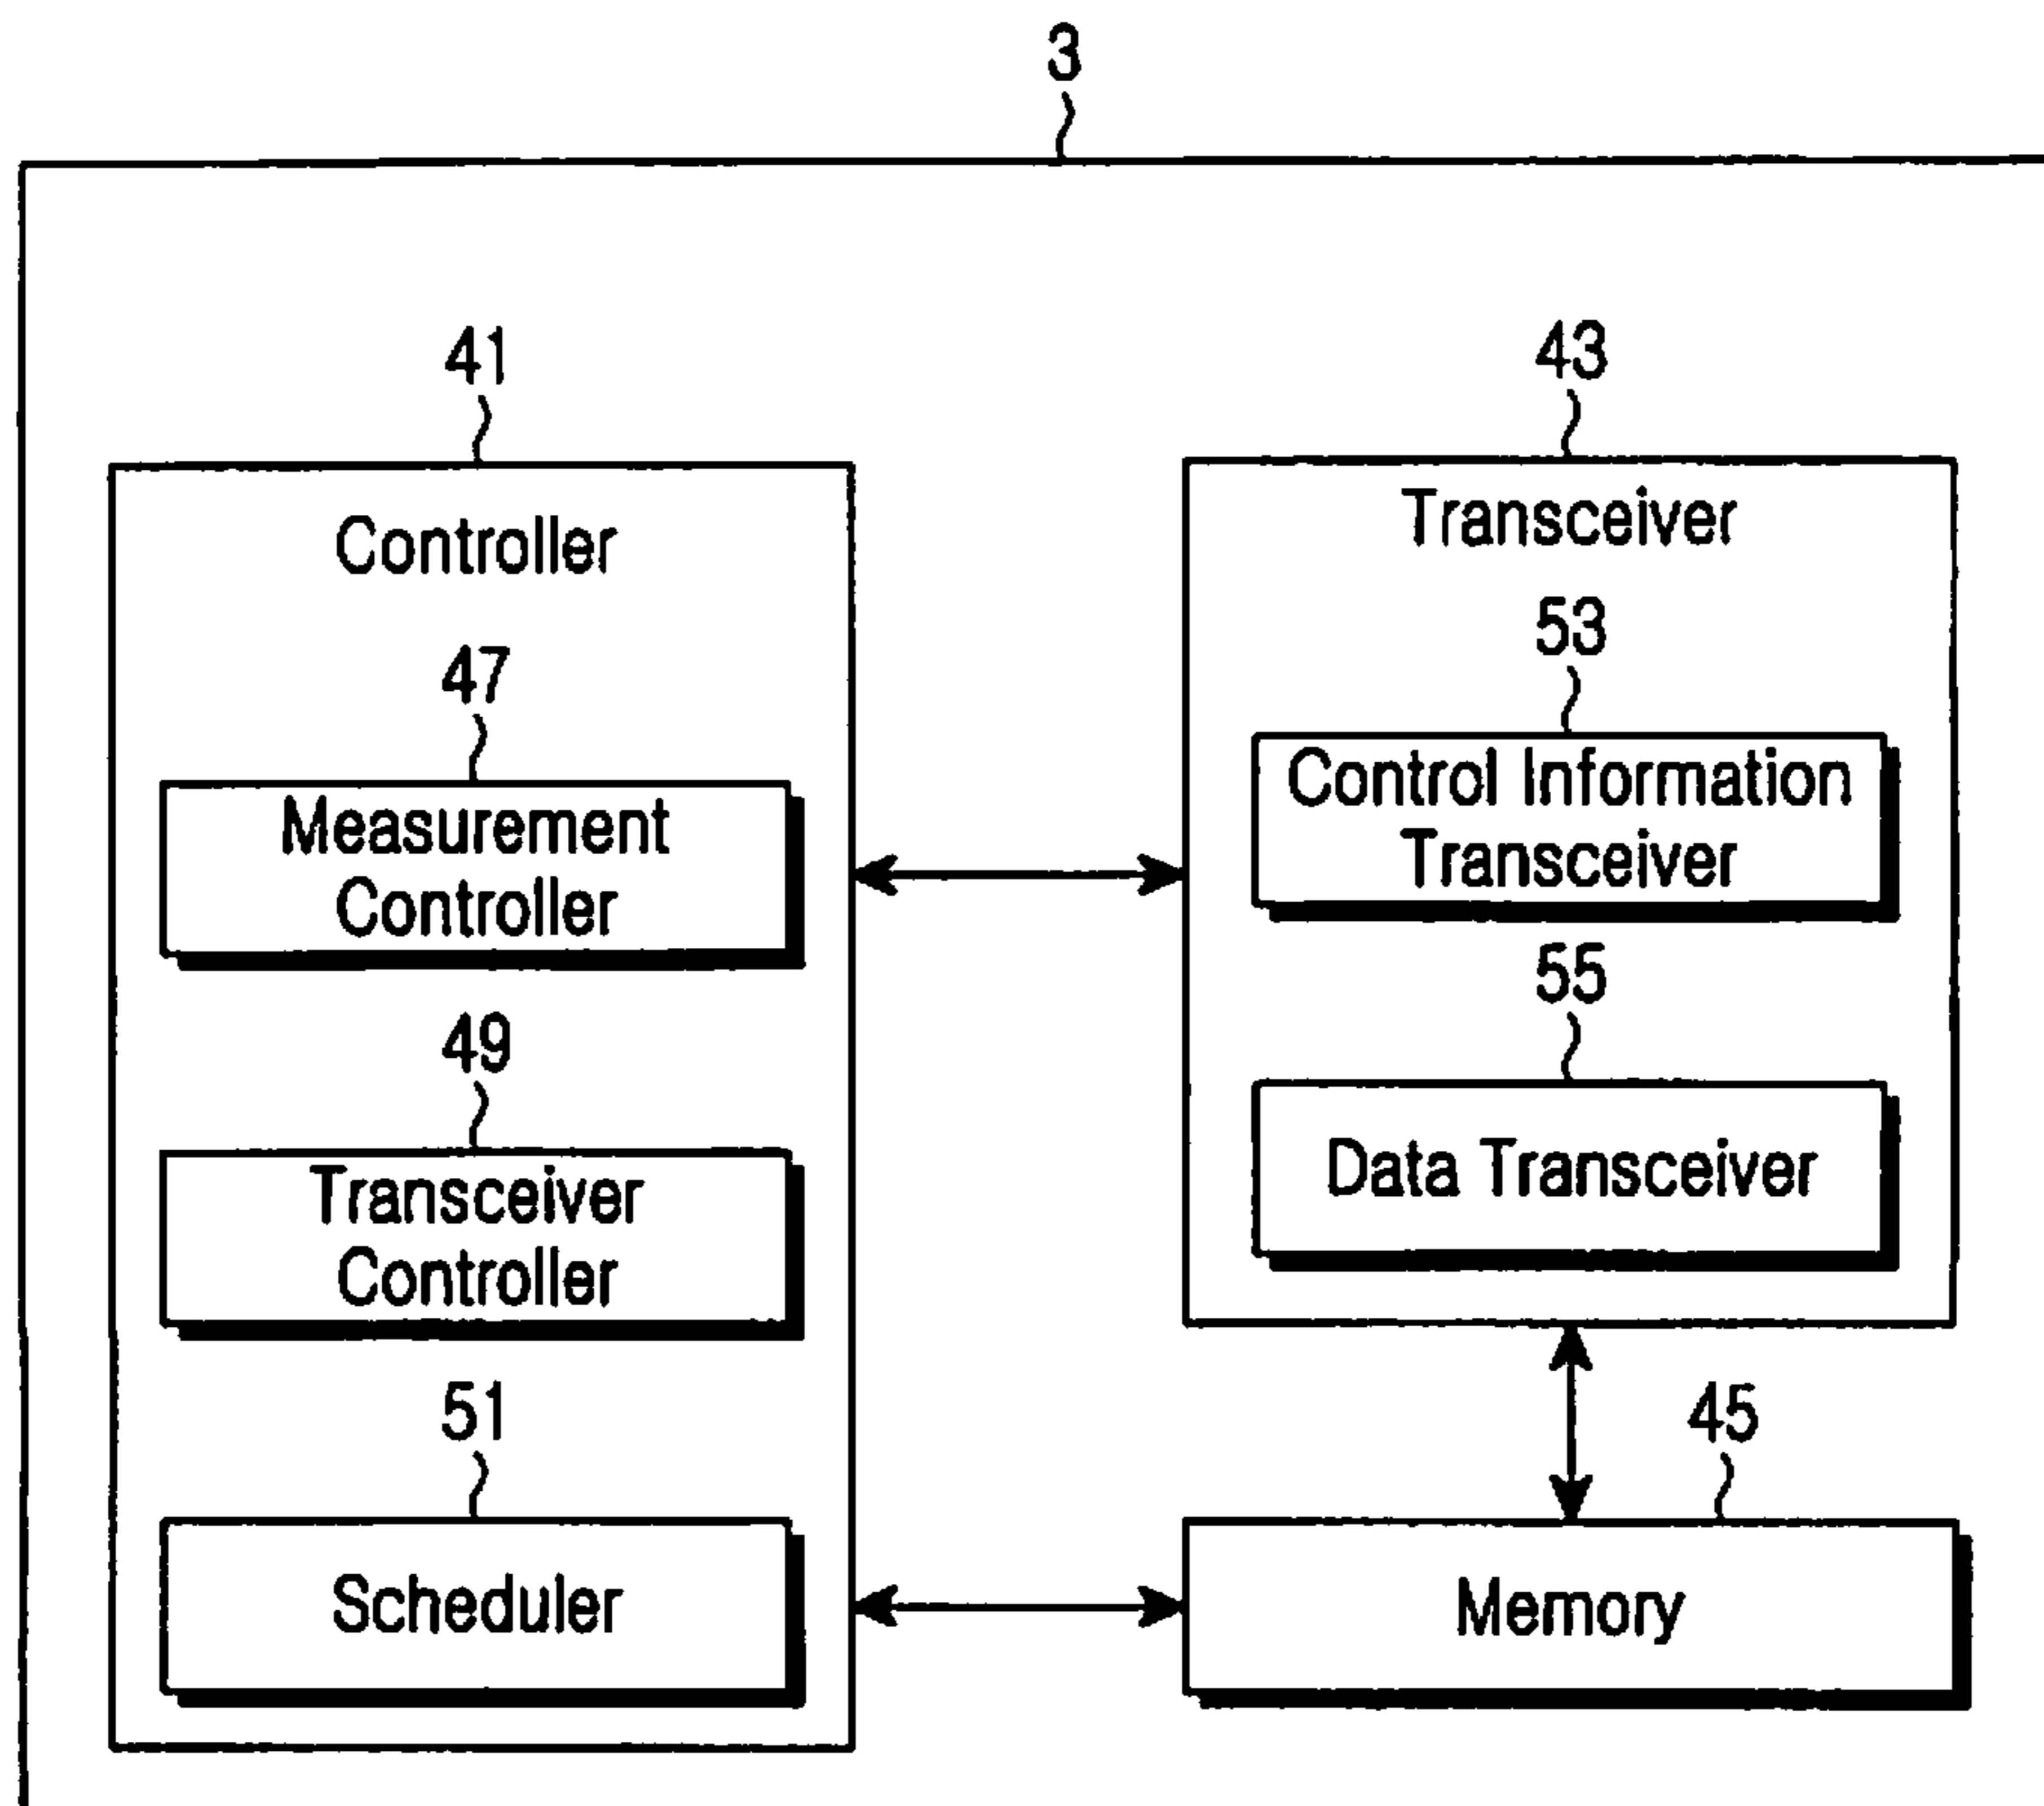 3
41
Controller
47
Measurement
Controller
49
Transceiver
Controller
51
Scheduler
43
Transceiver
53
Control Information
Transceiver
55
Data Transceiver
45
Memory